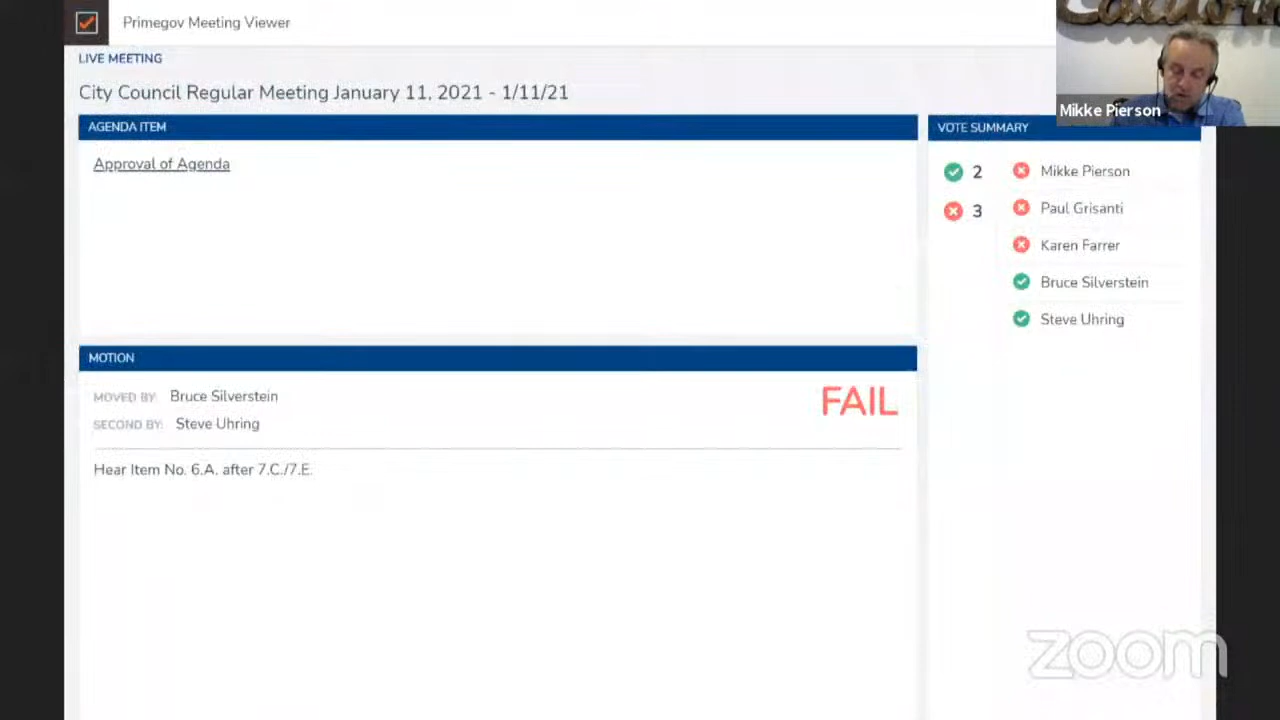 Primegov Meeting Viewer
LIVE MEETING
City Council Regular Meeting January 11, 2021 - 1/11/21
Mikke Pierson
AGENDA ITEM
Approval of Agenda
VOTE SUMMARY
2
3
Mikke Pierson
Paul Grisanti
Karen Farrer
Bruce Silverstein
Steve Uhring
MOTION
MOVED BY: Bruce Silverstein
SECOND BY: Steve Uhring
FAIL
Hear Item No. 6.A. after 7.C./7.E.
zoom